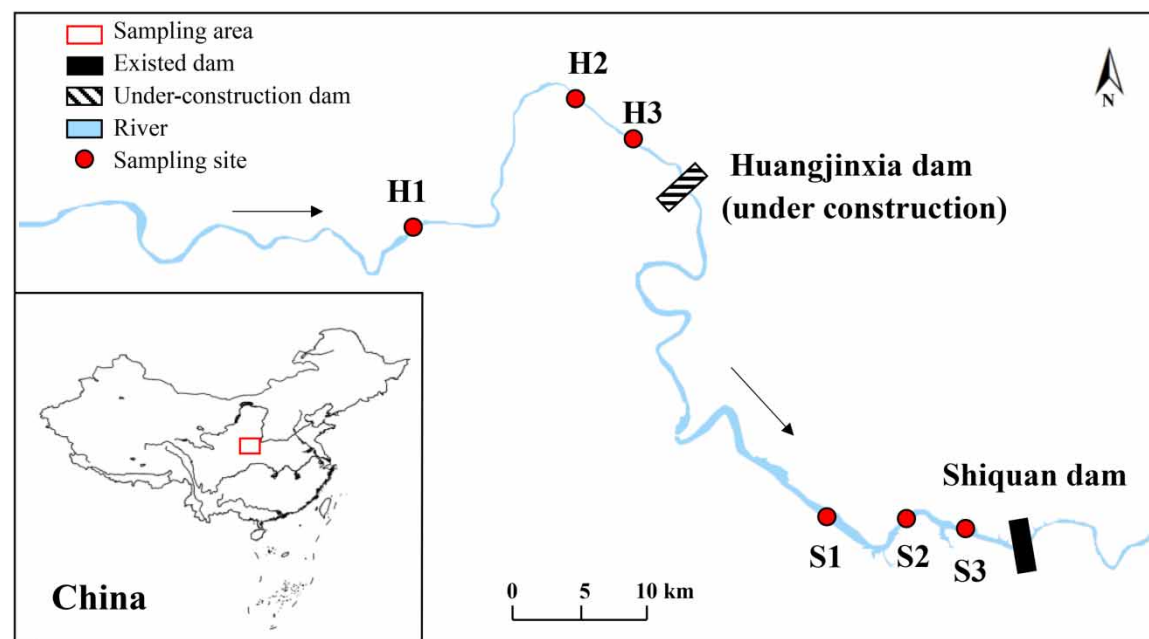 Sampling area
Existed dam
Under-construction dam
River
Sampling site
H1
H2
H3
N
Huangjinxia dam
(under construction)
Shiquan dam
S1
S2
S3
China
0 5 10 km